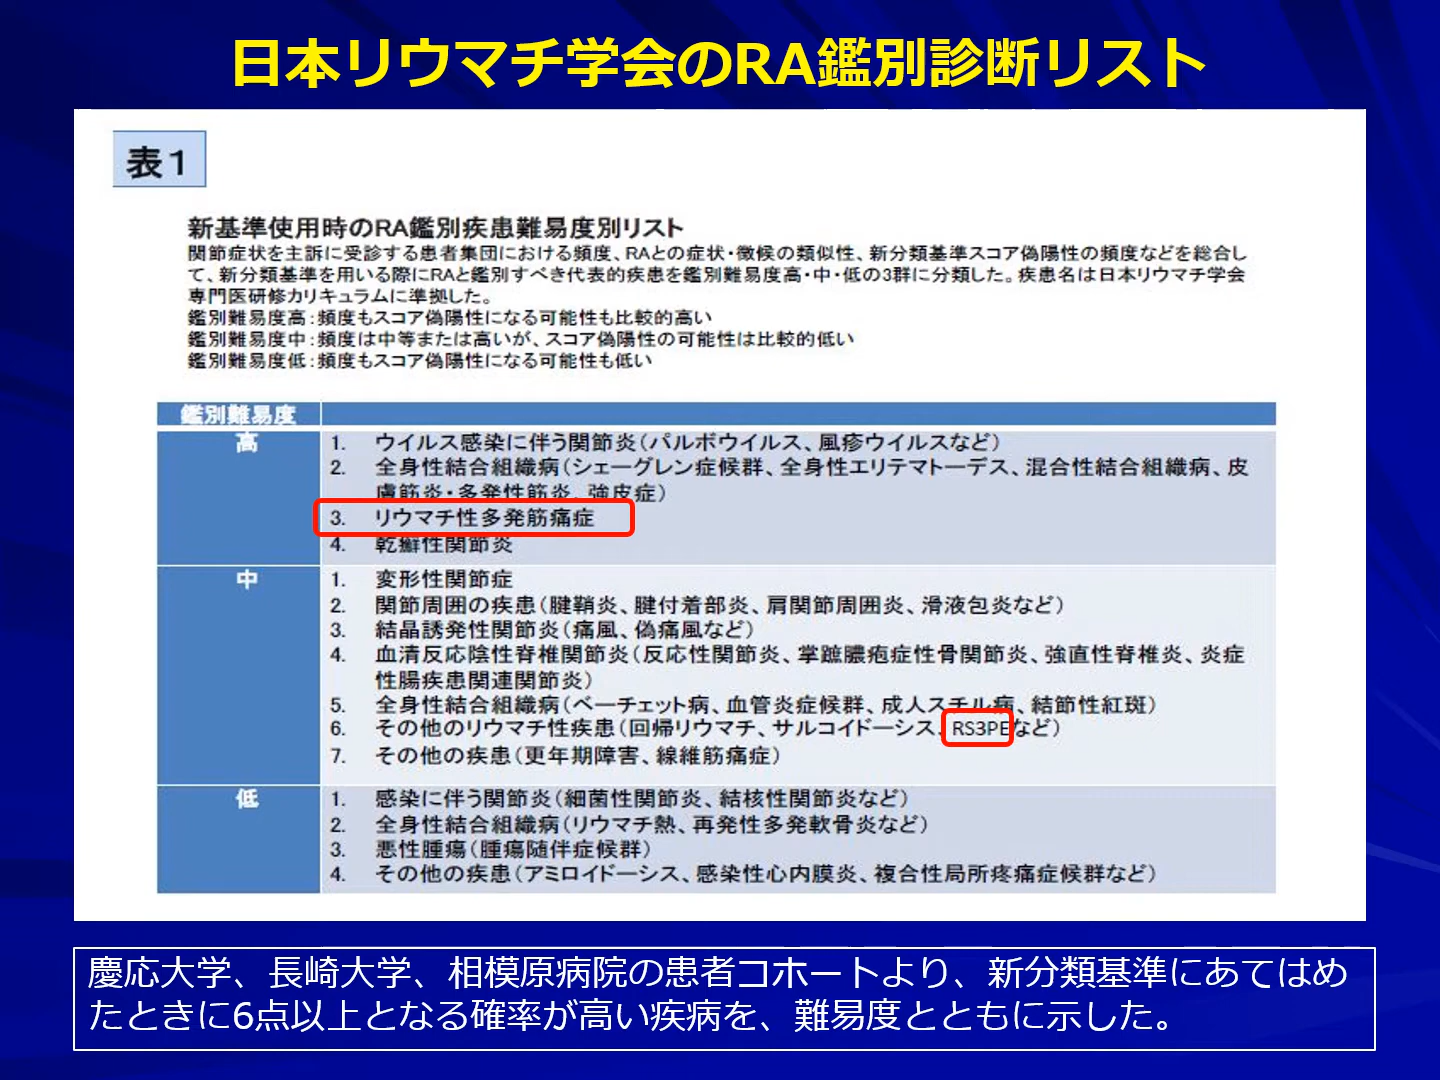 日本リウマチ学会のRA鑑別診断リスト
表1
新基準使用時のRA鑑別疾患難易度別リスト
関節症状を主訴に受診する患者集団における頻度、RAとの症状・徴候の類似性、新分類基準スコア偽陽性の頻度などを総合し
て、新分類基準を用いる際にRAと鑑別すべき代表的疾患を鑑別難易度高・中・低の3群に分類した。疾患名は日本リウマチ学会
専門医研修カリキュラムに準拠した。
鑑別難易度高：頻度もスコア偽陽性になる可能性も比較的高い
鑑別難易度中：頻度は中等または高いが、スコア偽陽性の可能性は比較的低い
鑑別難易度低：頻度もスコア偽陽性になる可能性も低い
鑑別難易度
高
1. ウイルス感染に伴う関節炎（パルボウイルス、風疹ウイルスなど）
2. 全身性結合組織病（シェーグレン症候群、全身性エリテマトーデス、混合性結合組織病、皮
膚筋炎・多発性筋炎、強皮症）
3. リウマチ性多発筋痛症
4. 乾癬性関節炎
中
1. 変形性関節症
2. 関節周囲の疾患（腱鞘炎、腱付着部炎、肩関節周囲炎、滑液包炎など）
3. 結晶誘発性関節炎（痛風、偽痛風など）
4. 血清反応陰性脊椎関節炎（反応性関節炎、掌蹠膿疱症性骨関節炎、強直性脊椎炎、炎症
性腸疾患関連関節炎）
5. 全身性結合組織病（ベーチェット病、血管炎症候群、成人スチル病、結節性紅斑）
6. その他のリウマチ性疾患（回帰リウマチ、サルコイドーシス、RS3PEなど）
7. その他の疾患（更年期障害、線維筋痛症）
低
1. 感染に伴う関節炎（細菌性関節炎、結核性関節炎など）
2. 全身性結合組織病（リウマチ熱、再発性多発軟骨炎など）
3. 悪性腫瘍（腫瘍随伴症候群）
4. その他の疾患（アミロイドーシス、感染性心内膜炎、複合性局所疼痛症候群など）
慶応大学、長崎大学、相模原病院の患者コホートより、新分類基準にあてはめ
たときに6点以上となる確率が高い疾病を、難易度とともに示した。